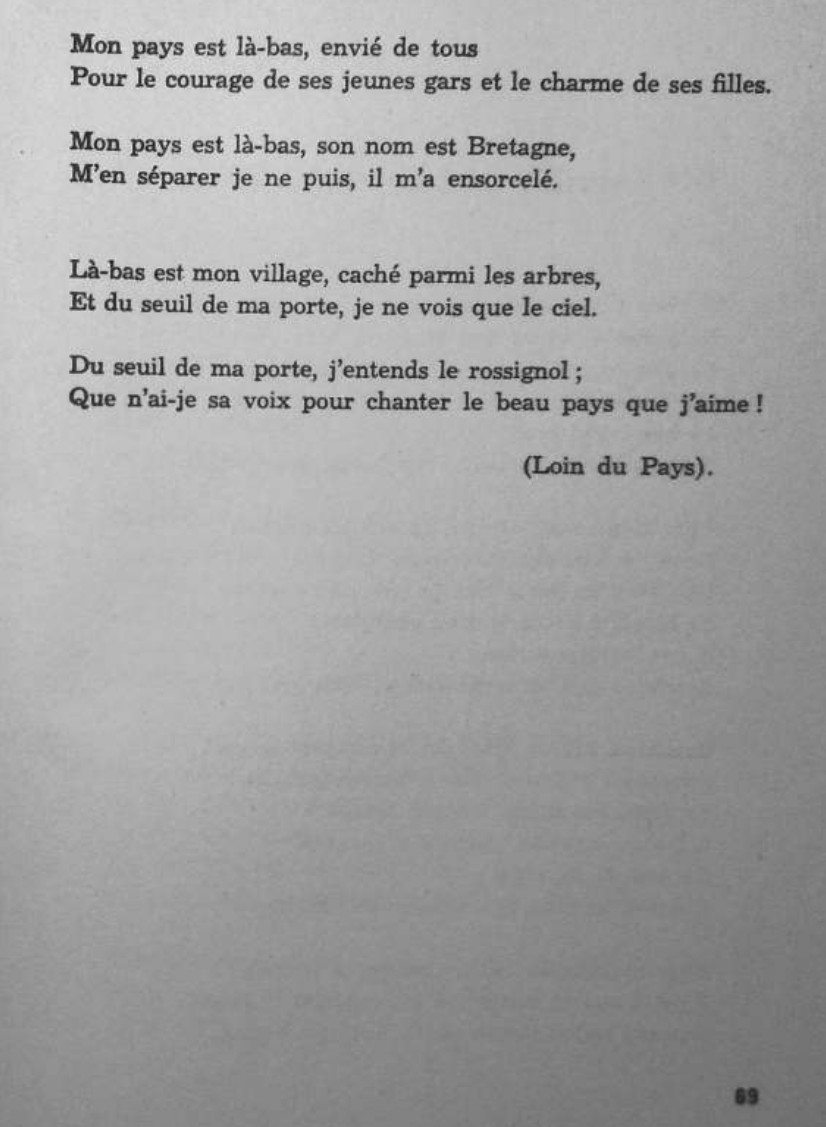 Mon pays est là-bas, envié de tous
Pour le courage de ses jeunes gars et le charme de ses filles.
Mon pays est là-bas, son nom est Bretagne,
M'en séparer je ne puis, il m'a ensorcelé.
Là-bas est mon village, caché parmi les arbres,
Et du seuil de ma porte, je ne vois que le ciel.
Du seuil de ma porte, j'entends le rossignol ;
Que n'ai-je sa voix pour chanter le beau pays que j'aime !
(Loin du Pays).
69